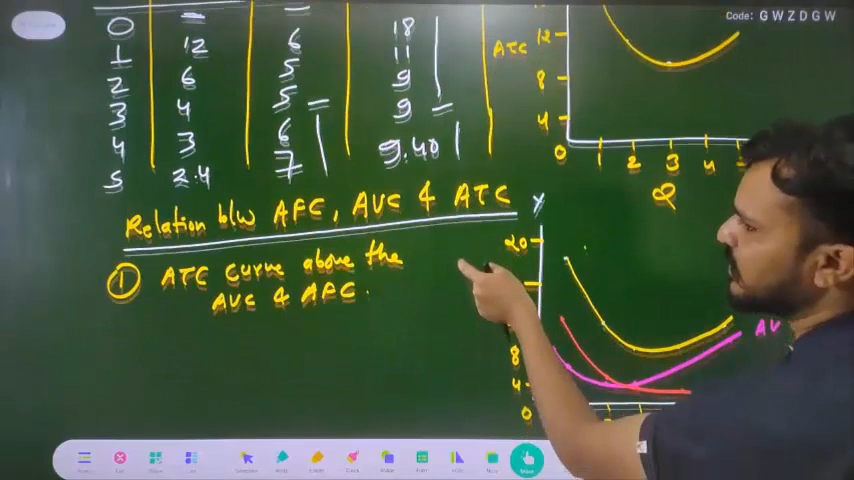 Code: G W Z D G W
0 – –
1 12 6 18
2 6 5 11
3 4 5 9
4 3 6 9
5 2.4 7 9.40
Relation b/w AFC, AVC & ATC
① ATC curve above the
AVC & AFC.
12
ATC
8
4
0 1 2 3 4
Q
Y
20
8
4
0
AV